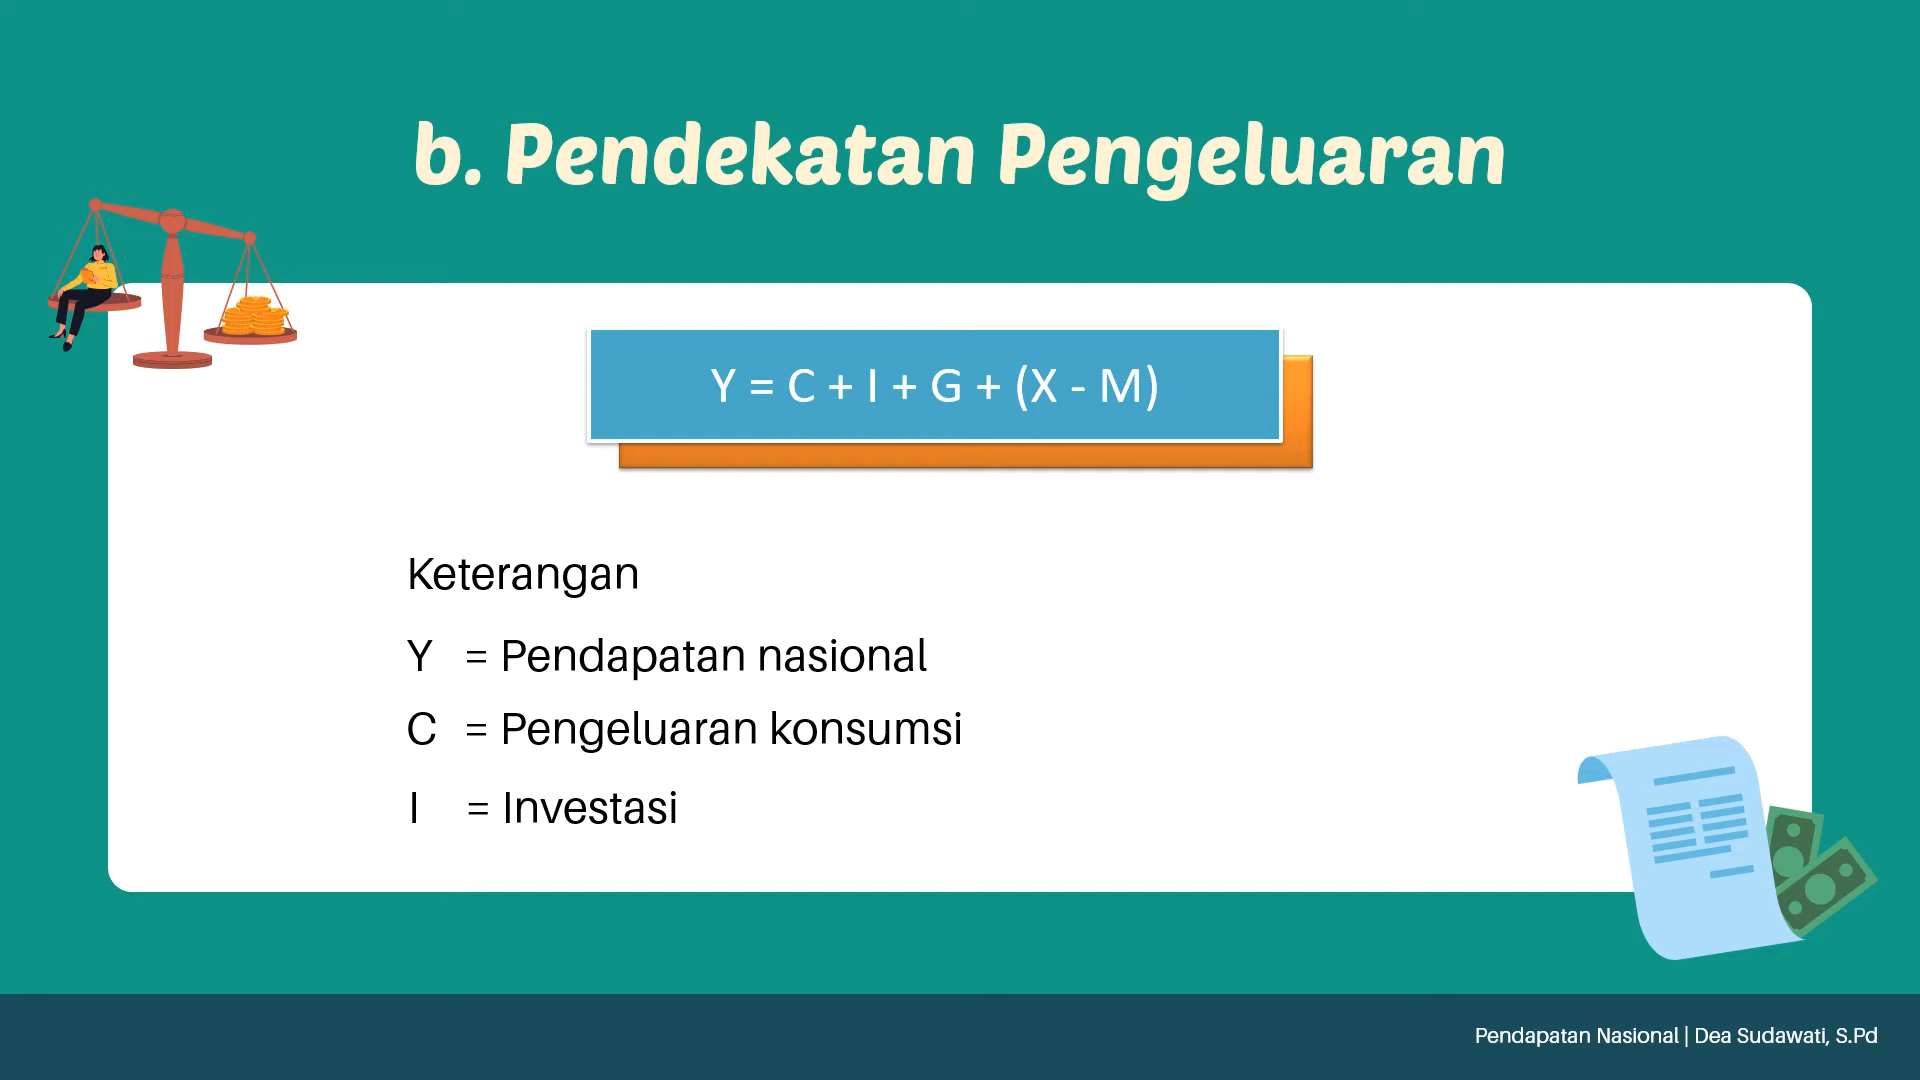 b. Pendekatan Pengeluaran
Y = C + I + G + (X - M)
Keterangan
Y = Pendapatan nasional
C = Pengeluaran konsumsi
I = Investasi
Pendapatan Nasional | Dea Sudawati, S.Pd